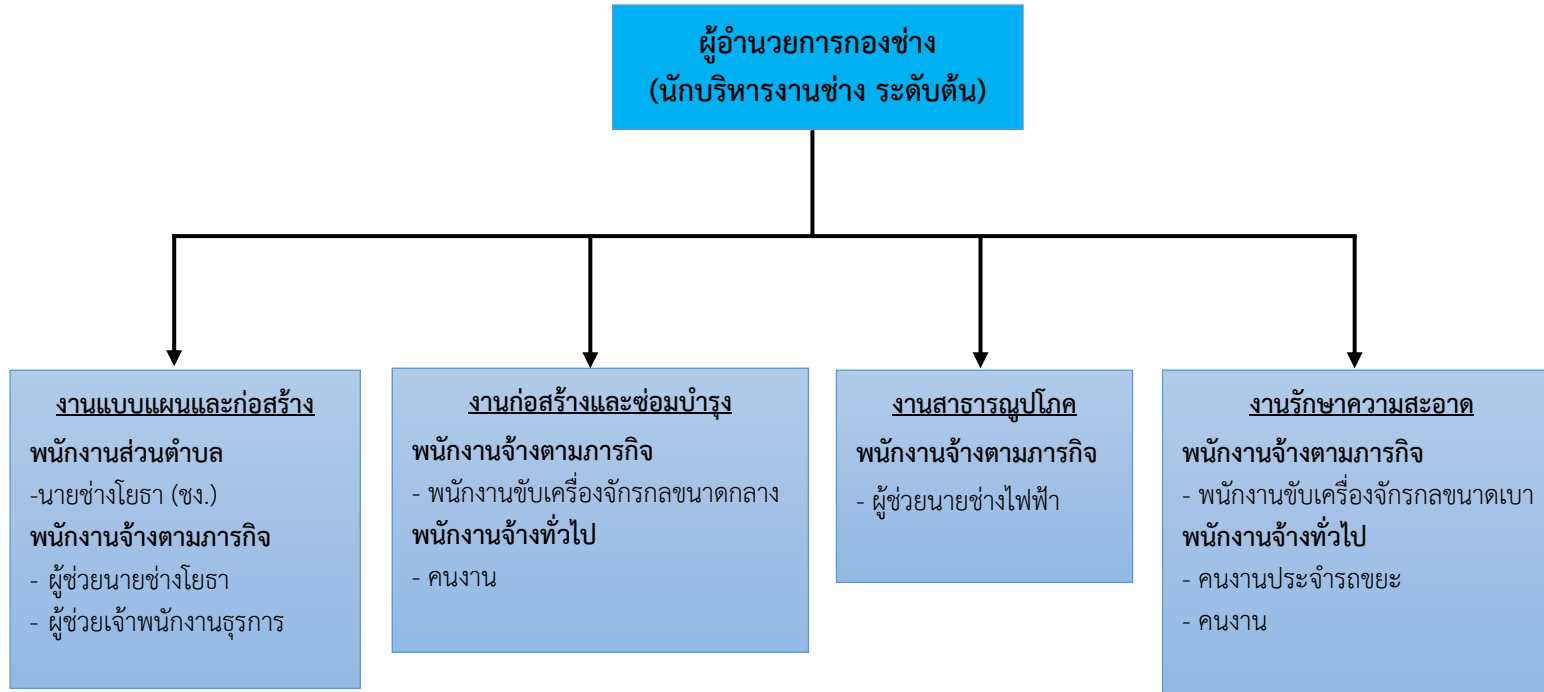 ผู้อำนวยการกองช่าง
(นักบริหารงานช่าง ระดับต้น)
งานแบบแผนและก่อสร้าง
พนักงานส่วนตำบล
-นายช่างโยธา (ชง.)
พนักงานจ้างตามภารกิจ
- ผู้ช่วยนายช่างโยธา
- ผู้ช่วยเจ้าพนักงานธุรการ
งานก่อสร้างและซ่อมบำรุง
พนักงานจ้างตามภารกิจ
- พนักงานขับเครื่องจักรกลขนาดกลาง
พนักงานจ้างทั่วไป
- คนงาน
งานสาธารณูปโภค
พนักงานจ้างตามภารกิจ
- ผู้ช่วยนายช่างไฟฟ้า
งานรักษาความสะอาด
พนักงานจ้างตามภารกิจ
- พนักงานขับเครื่องจักรกลขนาดเบา
พนักงานจ้างทั่วไป
- คนงานประจำรถขยะ
- คนงาน